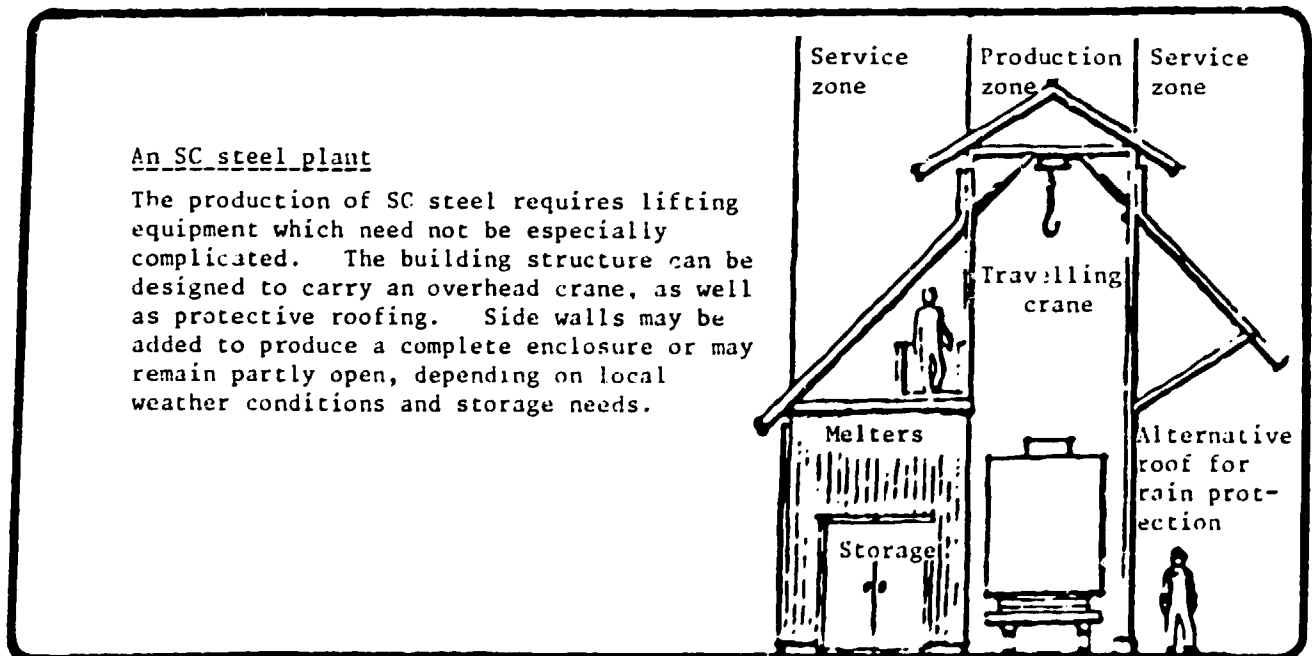 An SC steel plant
The production of SC steel requires lifting
equipment which need not be especially
complicated. The building structure can be
designed to carry an overhead crane, as well
as protective roofing. Side walls may be
added to produce a complete enclosure or may
remain partly open, depending on local
weather conditions and storage needs.
Service
zone
Production
zone
Service
zone
Travelling
crane
Melters
Storage
Alternative
roof for
rain prot-
ection